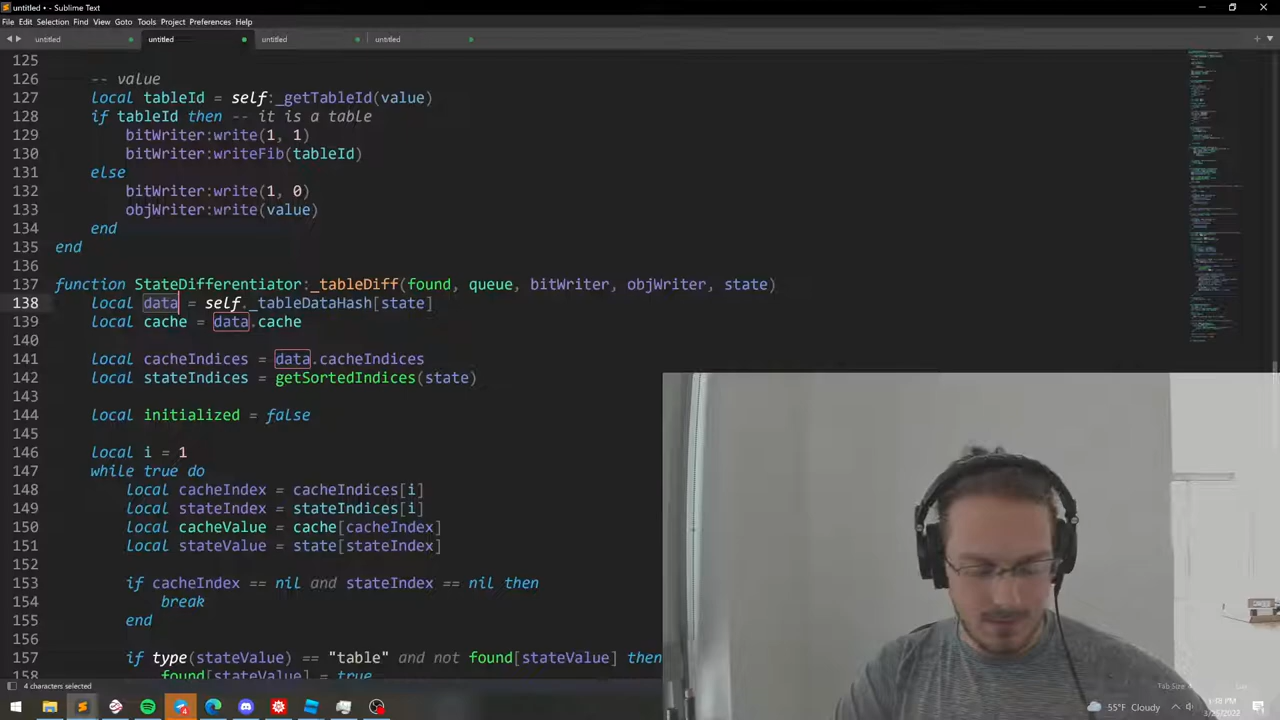 untitled • - Sublime Text
File Edit Selection Find View Goto Tools Project Preferences Help
untitled untitled untitled untitled
125
126 -- value
127 local tableId = self:_getTableId(value)
128 if tableId then -- it is a table
129 bitWriter:write(1, 1)
130 bitWriter:writeFib(tableId)
131 else
132 bitWriter:write(1, 0)
133 objWriter:write(value)
134 end
135 end
136
137 function StateDifferentiator:_tableDiff(found, queue, bitWriter, objWriter, state)
138 local data = self._tableDataHash[state]
139 local cache = data.cache
140
141 local cacheIndices = data.cacheIndices
142 local stateIndices = getSortedIndices(state)
143
144 local initialized = false
145
146 local i = 1
147 while true do
148 local cacheIndex = cacheIndices[i]
149 local stateIndex = stateIndices[i]
150 local cacheValue = cache[cacheIndex]
151 local stateValue = state[stateIndex]
152
153 if cacheIndex == nil and stateIndex == nil then
154 break
155 end
156
157 if type(stateValue) == "table" and not found[stateValue] then
158 found[stateValue] = true
4 characters selected
Tab Size: 4
55°F Cloudy